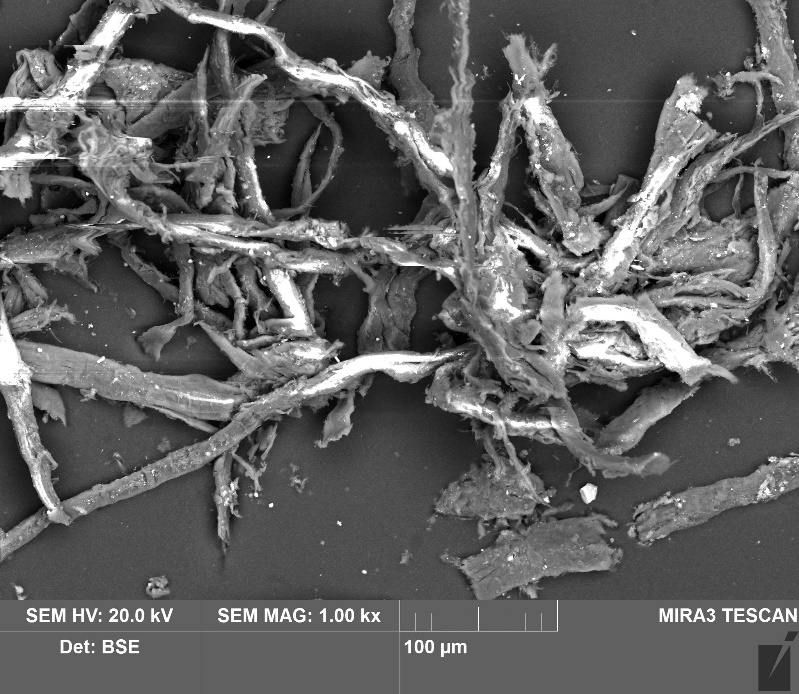 SEM HV: 20.0 kV
SEM MAG: 1.00 kx
MIRA3 TESCAN
Det: BSE
100 µm